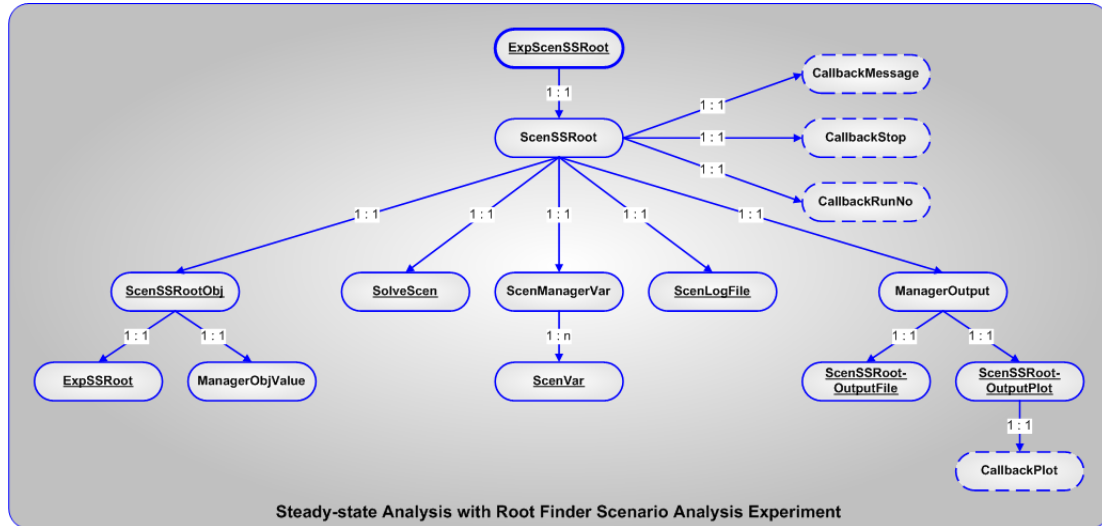 ExpScenSSRoot
CallbackMessage
1 : 1
1 : 1
ScenSSRoot
1 : 1
CallbackStop
1 : 1
CallbackRunNo
1 : 1
1 : 1
1 : 1
1 : 1
1 : 1
ScenSSRootObj
SolveScen
ScenManagerVar
ScenLogFile
ManagerOutput
1 : 1
1 : 1
1 : n
1 : 1
1 : 1
ExpSSRoot
ManagerObjValue
ScenVar
ScenSSRoot-
OutputFile
ScenSSRoot-
OutputPlot
1 : 1
CallbackPlot
Steady-state Analysis with Root Finder Scenario Analysis Experiment